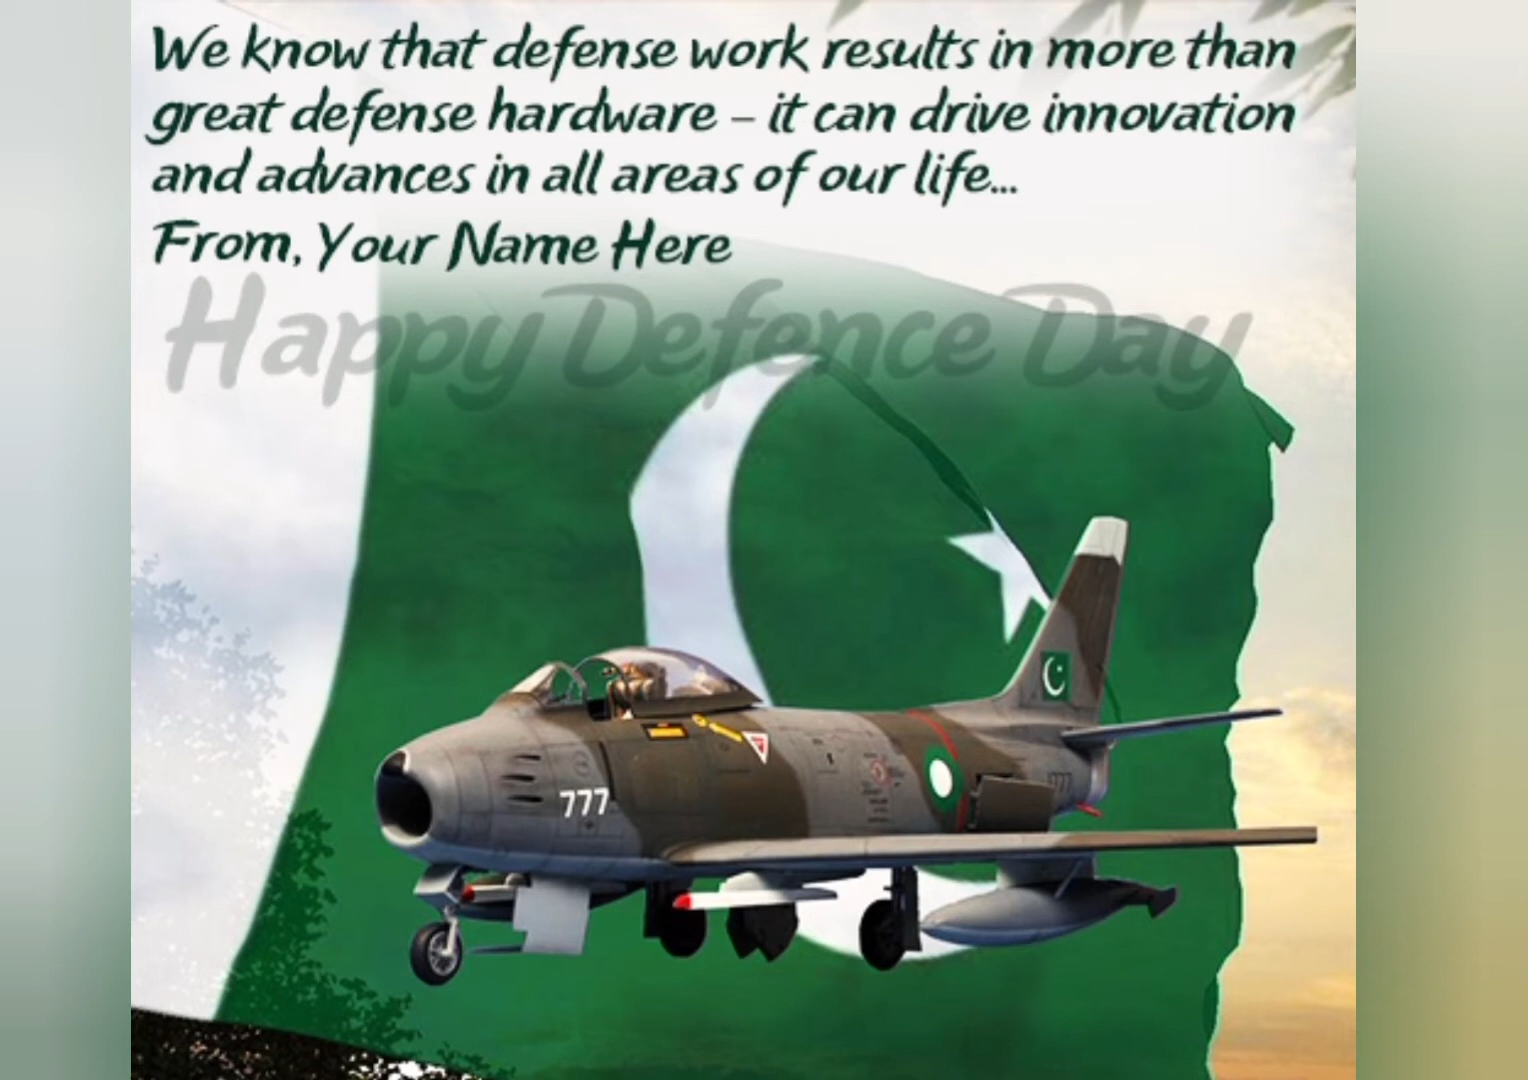 We know that defense work results in more than
great defense hardware – it can drive innovation
and advances in all areas of our life...
From, Your Name Here
Happy Defence Day
777
1777